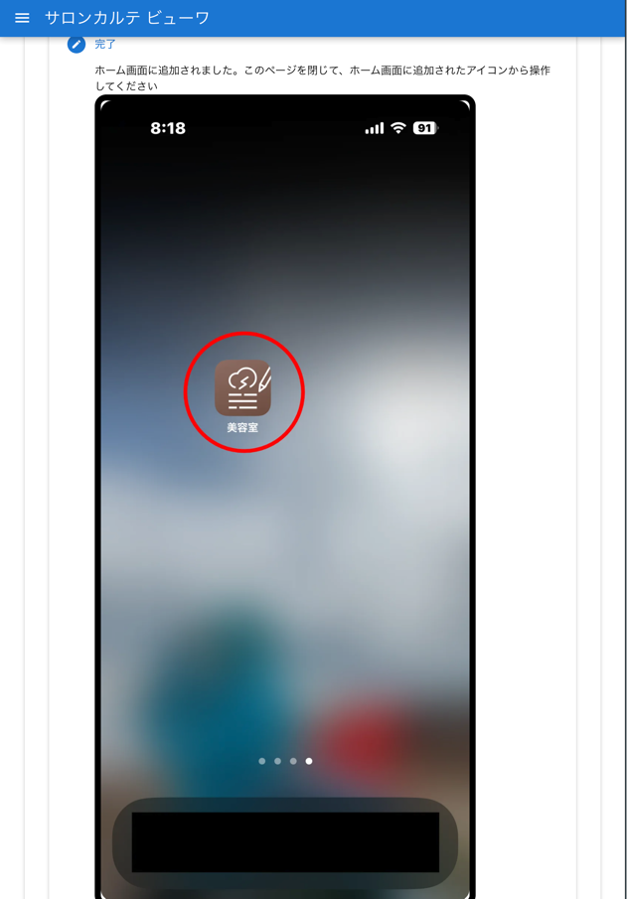 サロンカルテ ビューワ
完了
ホーム画面に追加されました。このページを閉じて、ホーム画面に追加されたアイコンから操作
してください
8:18
91
美容室